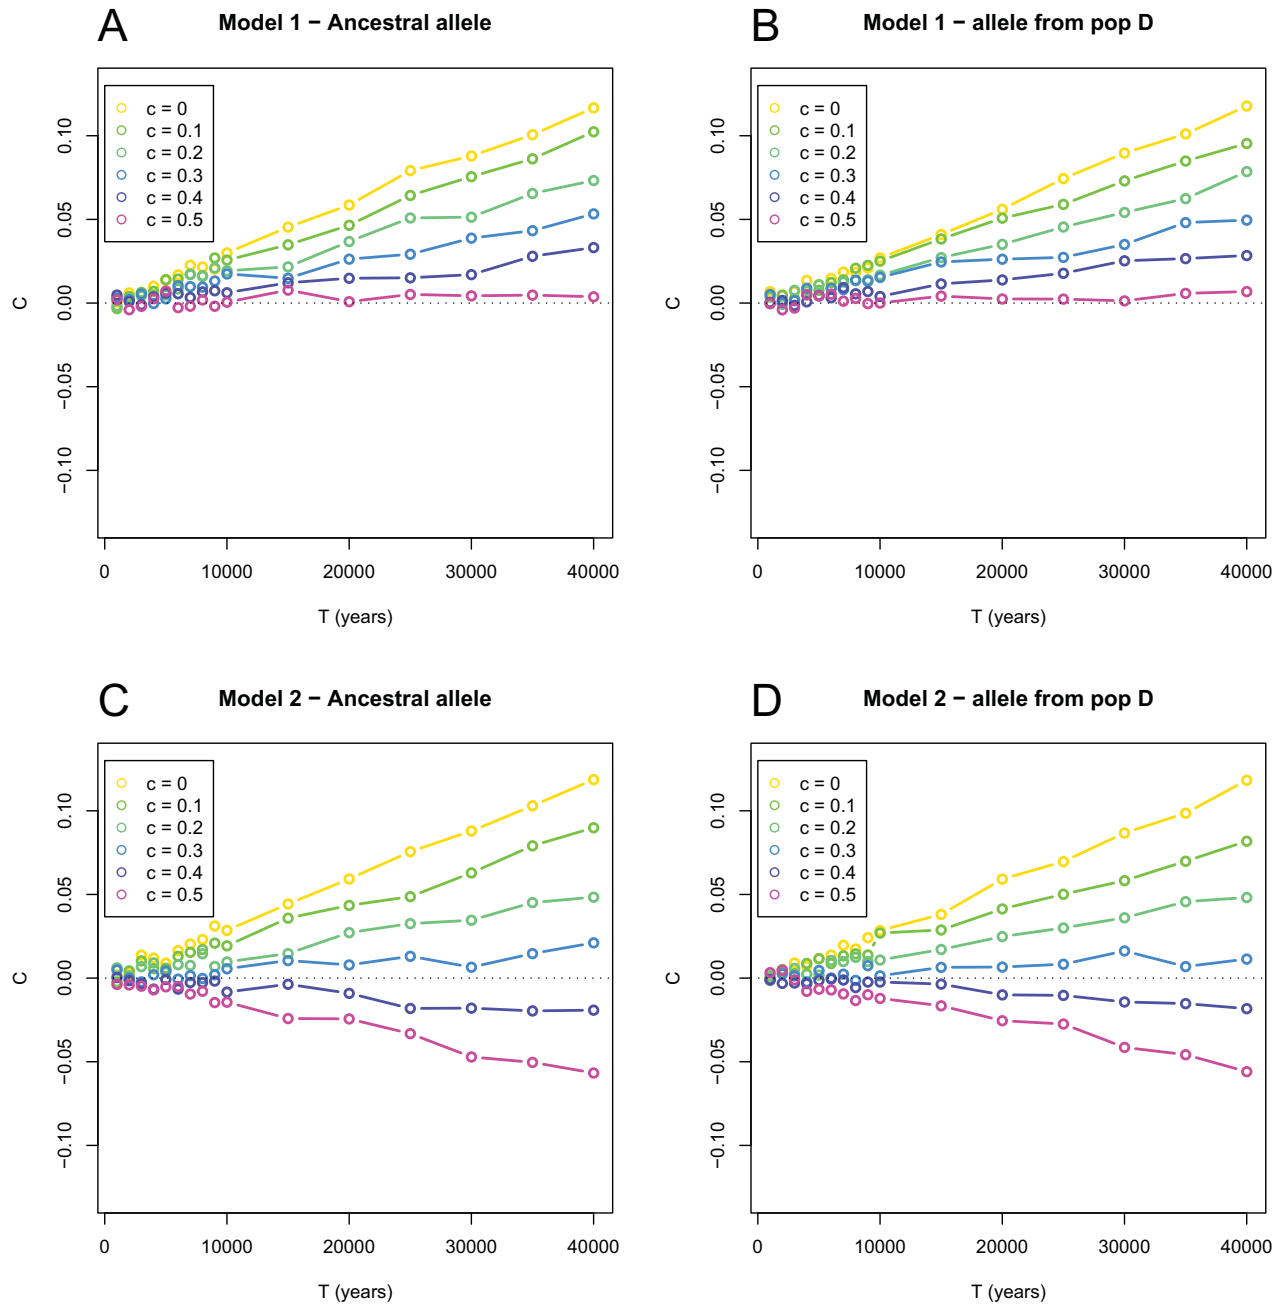 A
Model 1 − Ancestral allele
c = 0
c = 0.1
c = 0.2
c = 0.3
c = 0.4
c = 0.5
C
0.10
0.05
0.00
−0.05
−0.10
0
10000
20000
30000
40000
T (years)
B
Model 1 − allele from pop D
c = 0
c = 0.1
c = 0.2
c = 0.3
c = 0.4
c = 0.5
C
0.10
0.05
0.00
−0.05
−0.10
0
10000
20000
30000
40000
T (years)
C
Model 2 − Ancestral allele
c = 0
c = 0.1
c = 0.2
c = 0.3
c = 0.4
c = 0.5
C
0.10
0.05
0.00
−0.05
−0.10
0
10000
20000
30000
40000
T (years)
D
Model 2 − allele from pop D
c = 0
c = 0.1
c = 0.2
c = 0.3
c = 0.4
c = 0.5
C
0.10
0.05
0.00
−0.05
−0.10
0
10000
20000
30000
40000
T (years)